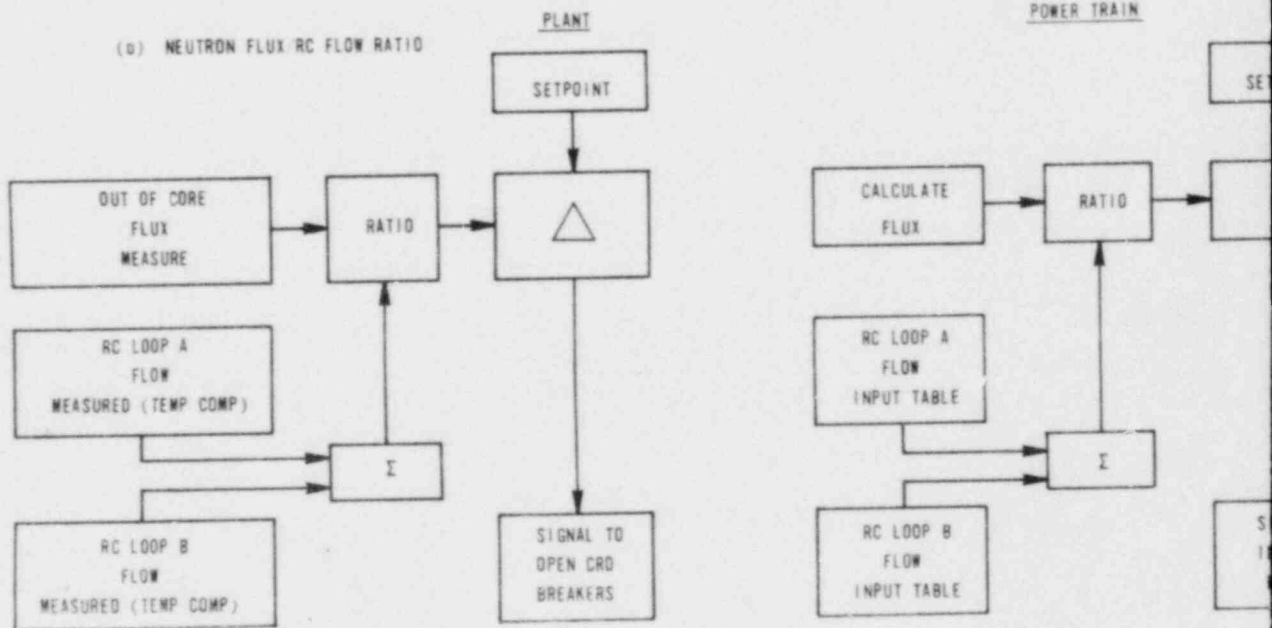 PLANT
POWER TRAIN
(a) NEUTRON FLUX/RC FLOW RATIO
SETPOINT
OUT OF CORE
FLUX
MEASURE
RATIO
△
RC LOOP A
FLOW
MEASURED (TEMP COMP)
Σ
RC LOOP B
FLOW
MEASURED (TEMP COMP)
SIGNAL TO
OPEN CRD
BREAKERS
SET
CALCULATE
FLUX
RATIO
RC LOOP A
FLOW
INPUT TABLE
Σ
RC LOOP B
FLOW
INPUT TABLE